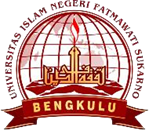 UNIVERSITAS ISLAM NEGERI FATMAWATI SUKARNO
BENGKULU